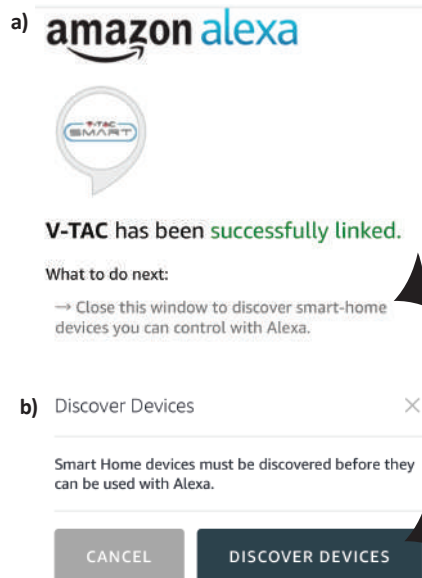 a) amazon alexa
V-TAC
SMART
V-TAC has been successfully linked.
What to do next:
→ Close this window to discover smart-home
devices you can control with Alexa.
b) Discover Devices
Smart Home devices must be discovered before they
can be used with Alexa.
CANCEL DISCOVER DEVICES